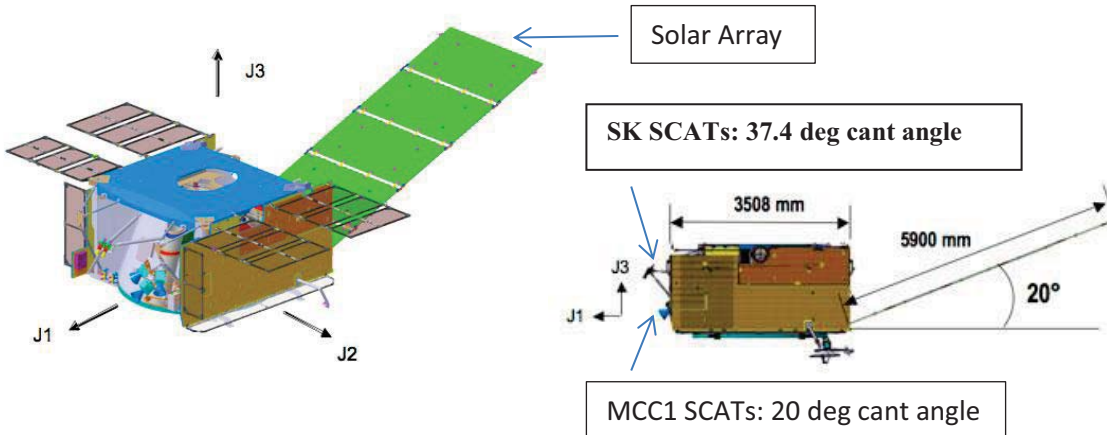 Solar Array
J3
SK SCATs: 37.4 deg cant angle
3508 mm
5900 mm
J3
20°
J1
J1
J2
MCC1 SCATs: 20 deg cant angle